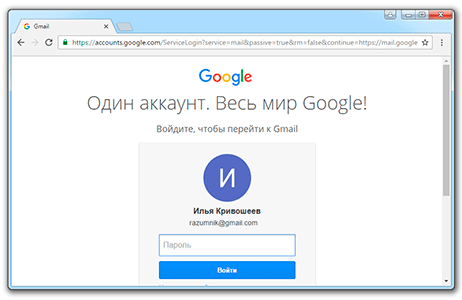 Gmail
https://accounts.google.com/ServiceLogin?service=mail&passive=true&rm=false&continue=https://mail.google
Google
Один аккаунт. Весь мир Google!
Войдите, чтобы перейти к Gmail
И
Илья Кривошеев
razumnik@gmail.com
Пароль
Войти